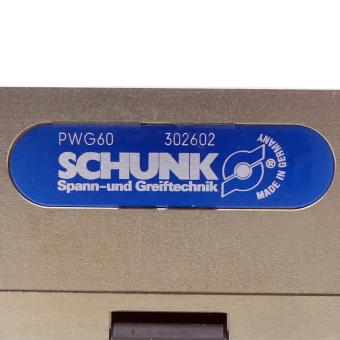 PWG60 302602
SCHUNK ®
Spann-und Greiftechnik
MADE IN GERMANY